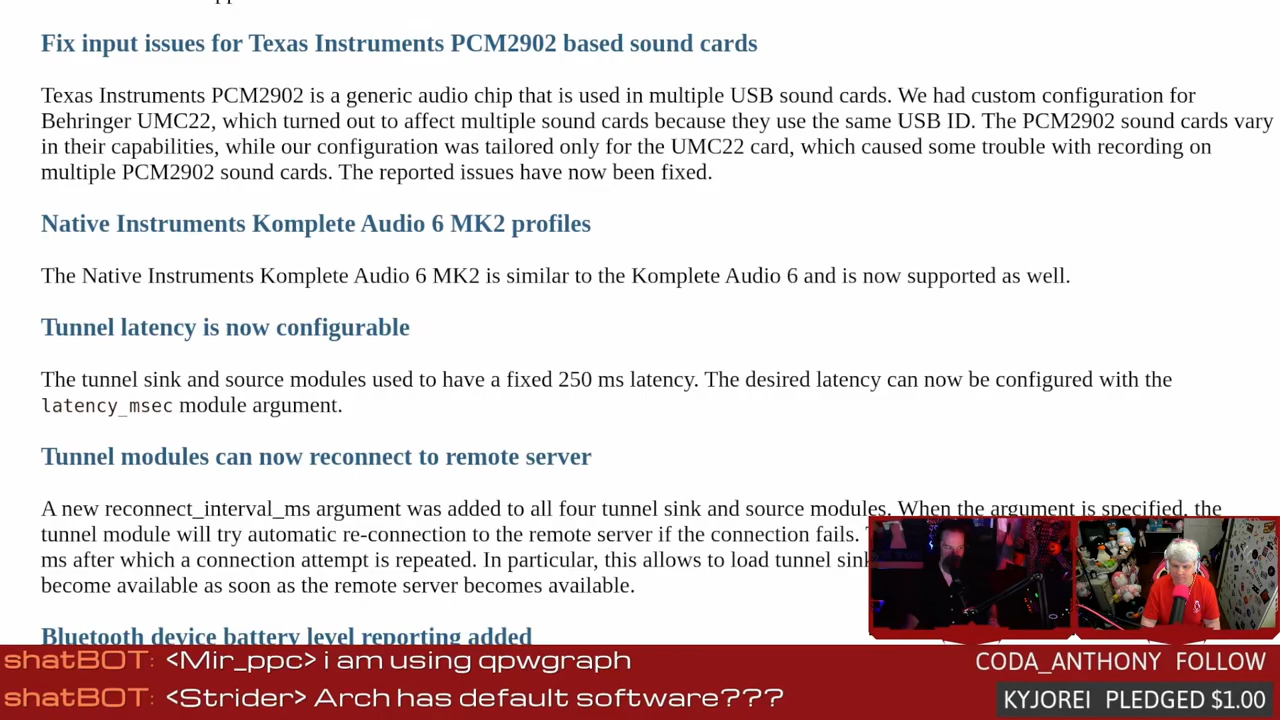 Fix input issues for Texas Instruments PCM2902 based sound cards
Texas Instruments PCM2902 is a generic audio chip that is used in multiple USB sound cards. We had custom configuration for
Behringer UMC22, which turned out to affect multiple sound cards because they use the same USB ID. The PCM2902 sound cards vary
in their capabilities, while our configuration was tailored only for the UMC22 card, which caused some trouble with recording on
multiple PCM2902 sound cards. The reported issues have now been fixed.
Native Instruments Komplete Audio 6 MK2 profiles
The Native Instruments Komplete Audio 6 MK2 is similar to the Komplete Audio 6 and is now supported as well.
Tunnel latency is now configurable
The tunnel sink and source modules used to have a fixed 250 ms latency. The desired latency can now be configured with the
latency_msec module argument.
Tunnel modules can now reconnect to remote server
A new reconnect_interval_ms argument was added to all four tunnel sink and source modules. When the argument is specified, the
tunnel module will try automatic re-connection to the remote server if the connection fails.
ms after which a connection attempt is repeated. In particular, this allows to load tunnel sink
become available as soon as the remote server becomes available.
Bluetooth device battery level reporting added
shatBOT: <Mir_ppc> i am using qpwgraph
CODA_ANTHONY FOLLOW
shatBOT: <Strider> Arch has default software???
KYJOREI PLEDGED $1.00